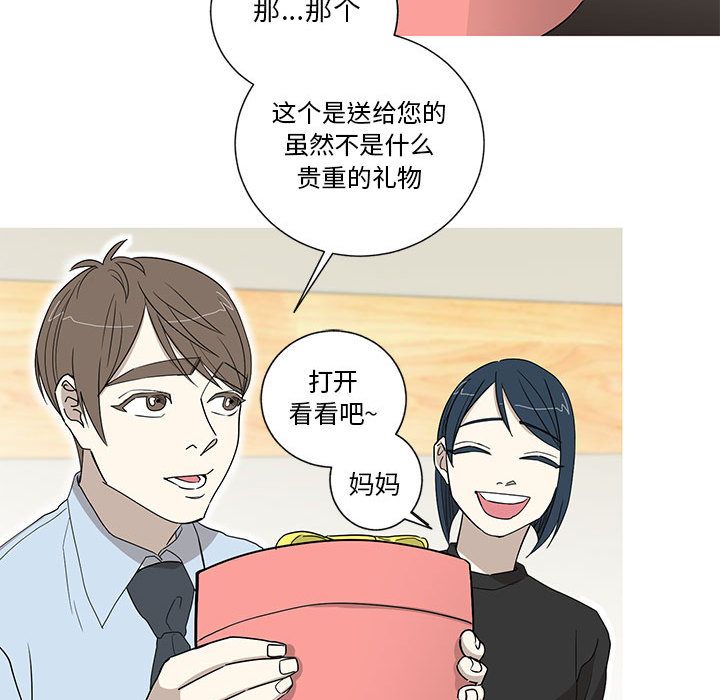 那...那个
这个是送给您的
虽然不是什么
贵重的礼物
打开
看看吧~
妈妈